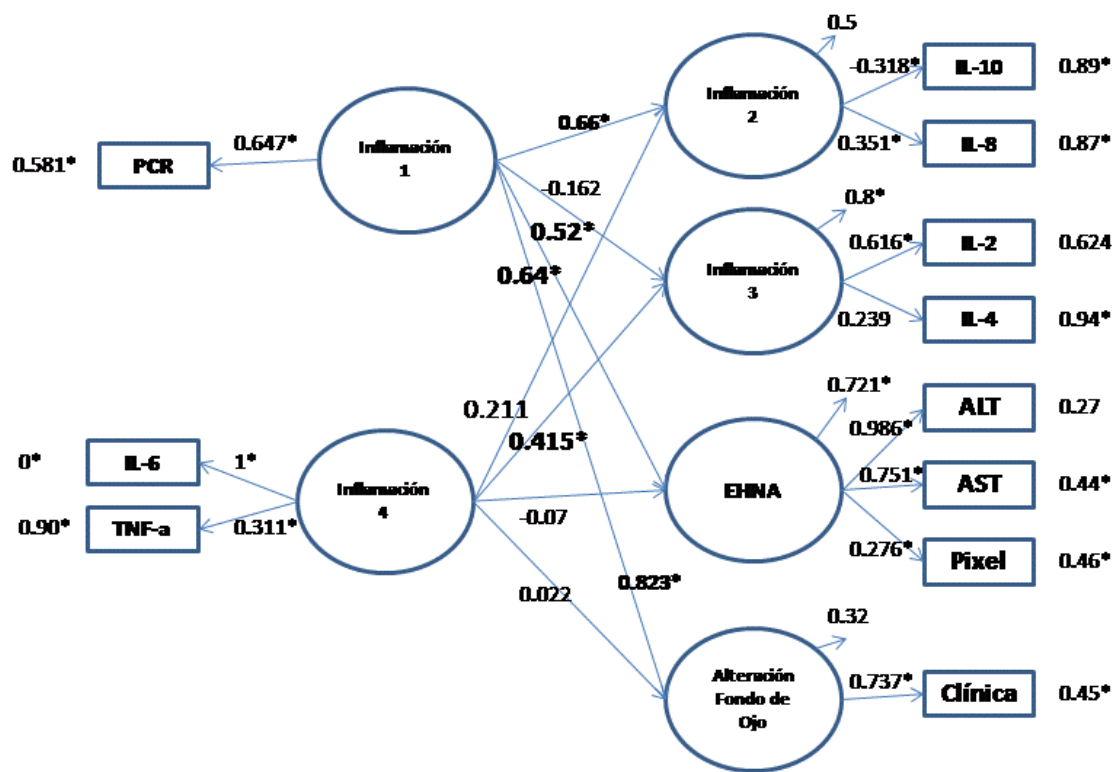 0.5
-0.318*
IL-10
0.89*
Inflamación
2
0.66*
0.351*
IL-8
0.87*
0.581*
PCR
0.647*
Inflamación
1
-0.162
0.52*
0.64*
0.8*
0.616*
IL-2
0.624
Inflamación
3
0.239
IL-4
0.94*
0.211
0.415*
0.721*
0.986*
ALT
0.27
0*
IL-6
1*
Inflamación
4
EHNA
0.751*
AST
0.44*
0.90*
TNF-a
0.311*
-0.07
0.276*
Pixel
0.46*
0.022
0.823*
0.32
Alteración
Fondo de
Ojo
0.737*
Clínica
0.45*